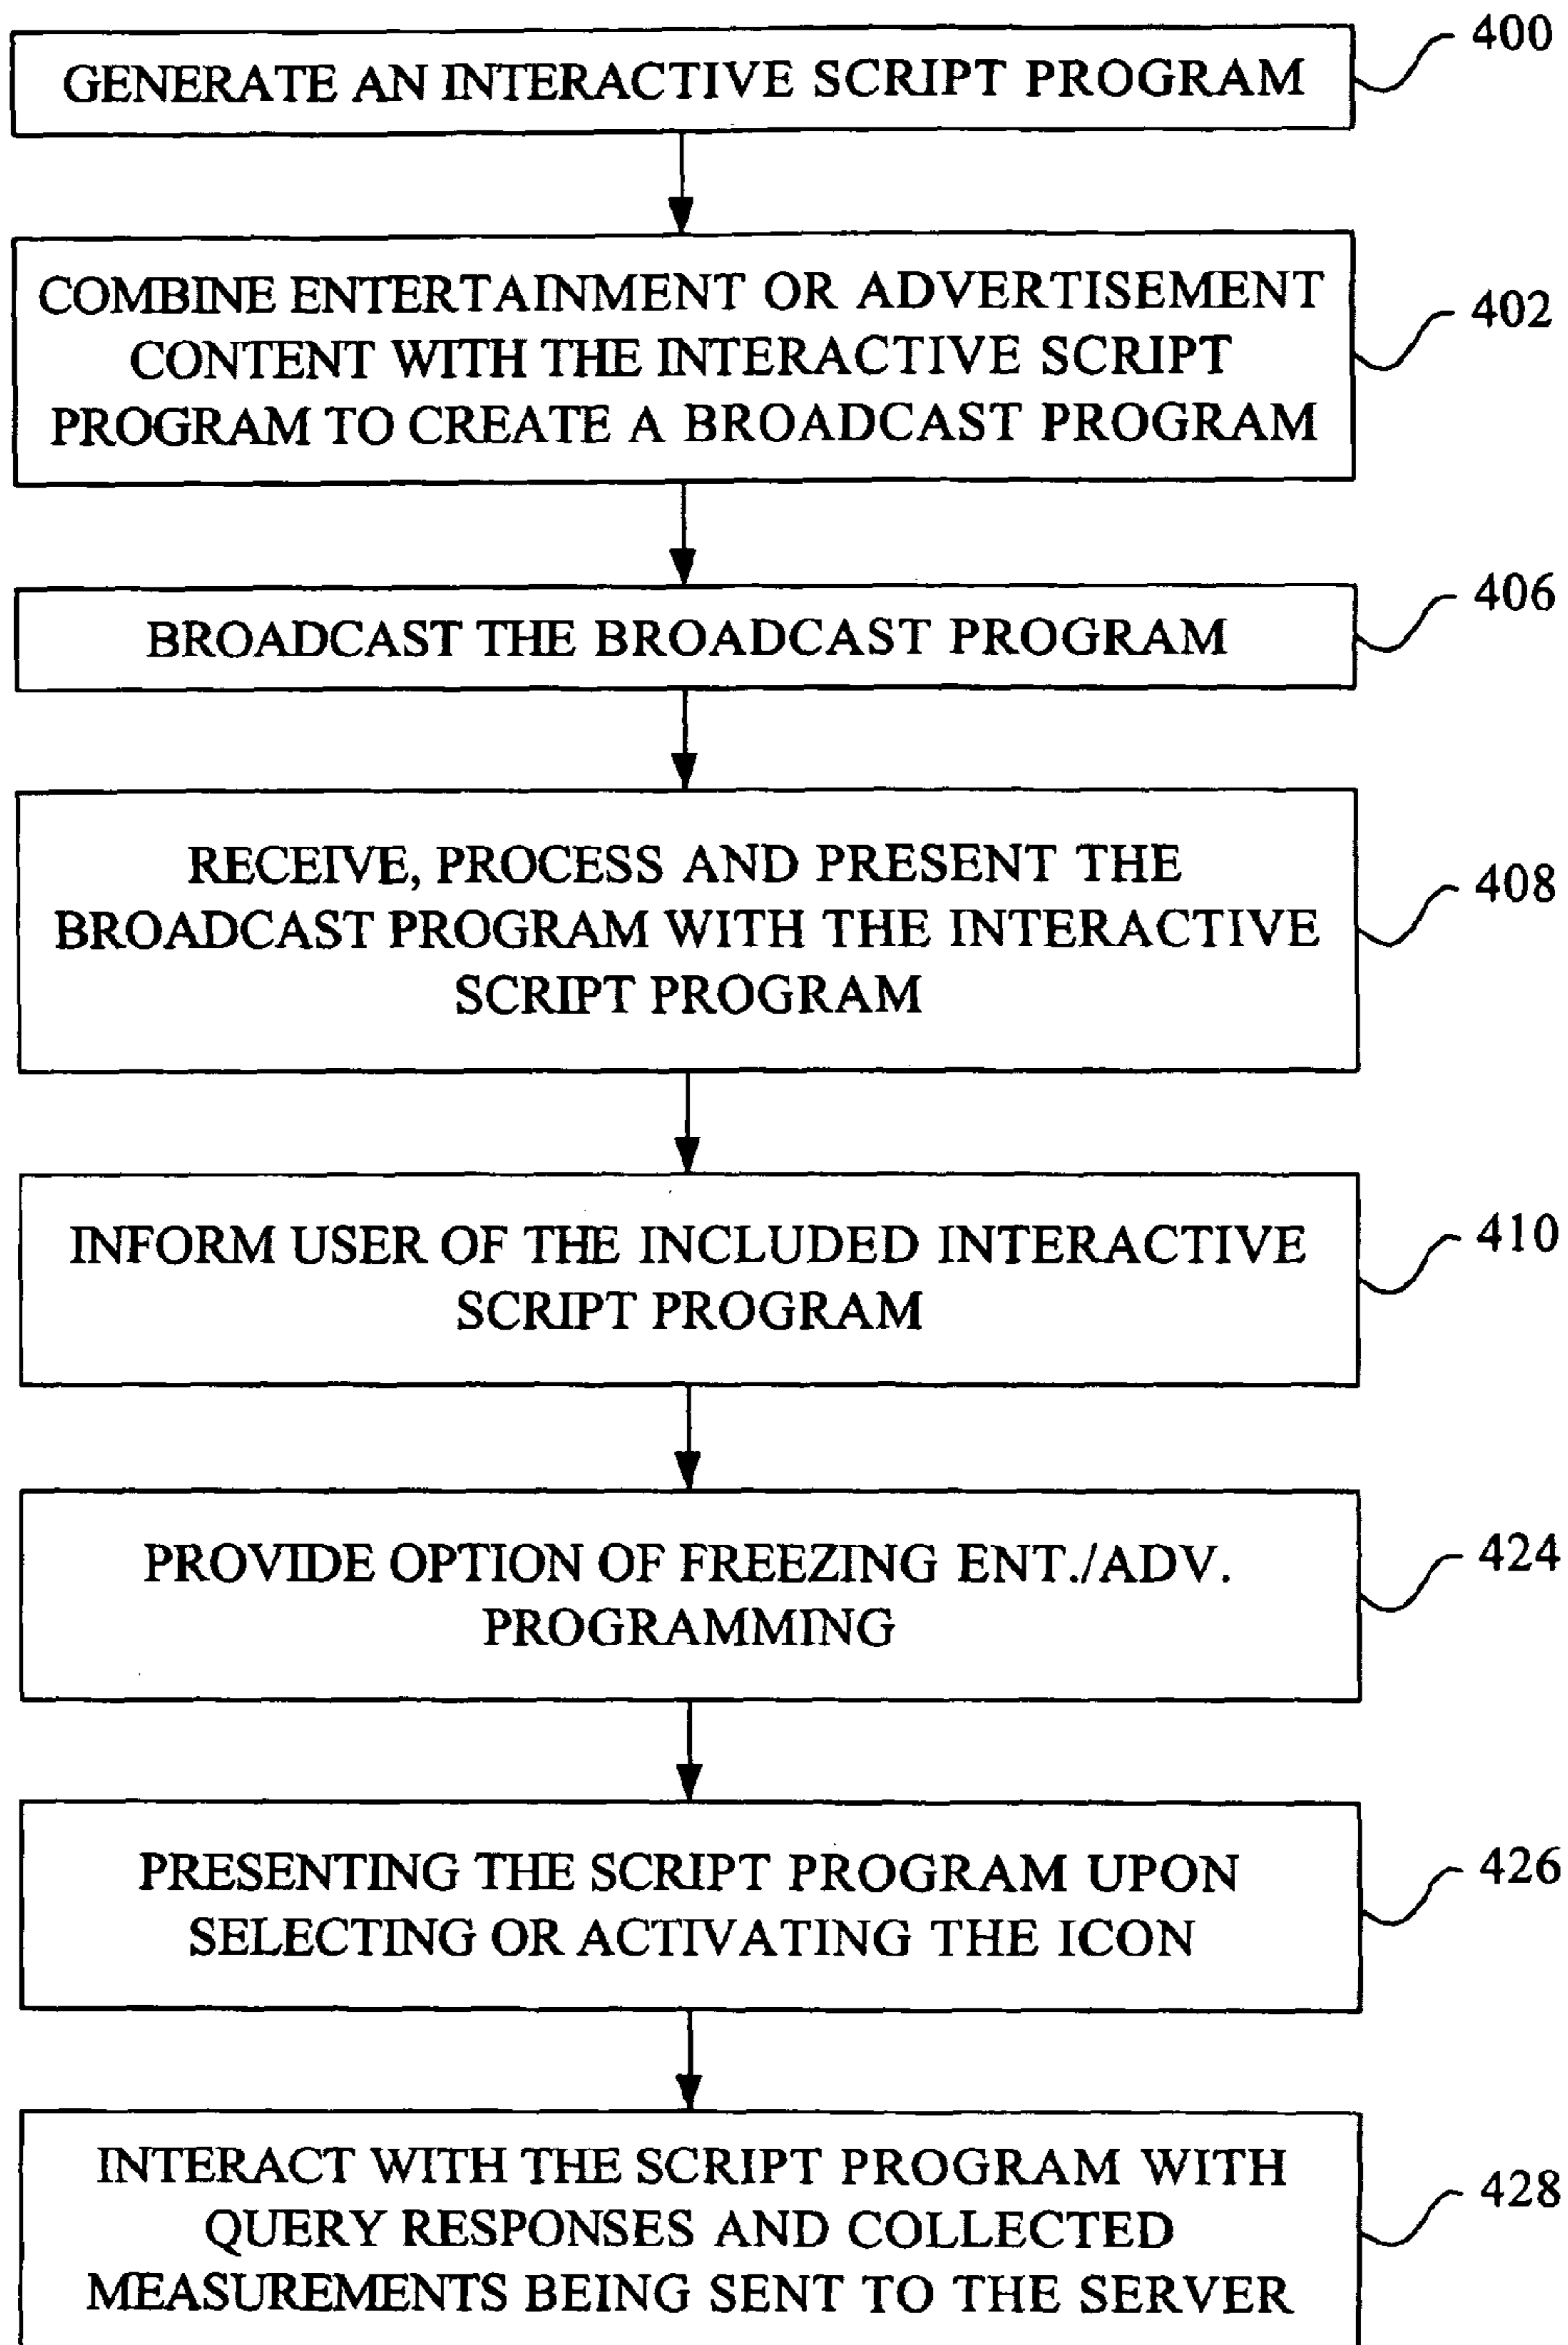 GENERATE AN INTERACTIVE SCRIPT PROGRAM
400
COMBINE ENTERTAINMENT OR ADVERTISEMENT
CONTENT WITH THE INTERACTIVE SCRIPT
PROGRAM TO CREATE A BROADCAST PROGRAM
402
BROADCAST THE BROADCAST PROGRAM
406
RECEIVE, PROCESS AND PRESENT THE
BROADCAST PROGRAM WITH THE INTERACTIVE
SCRIPT PROGRAM
408
INFORM USER OF THE INCLUDED INTERACTIVE
SCRIPT PROGRAM
410
PROVIDE OPTION OF FREEZING ENT./ADV.
PROGRAMMING
424
PRESENTING THE SCRIPT PROGRAM UPON
SELECTING OR ACTIVATING THE ICON
426
INTERACT WITH THE SCRIPT PROGRAM WITH
QUERY RESPONSES AND COLLECTED
MEASUREMENTS BEING SENT TO THE SERVER
428